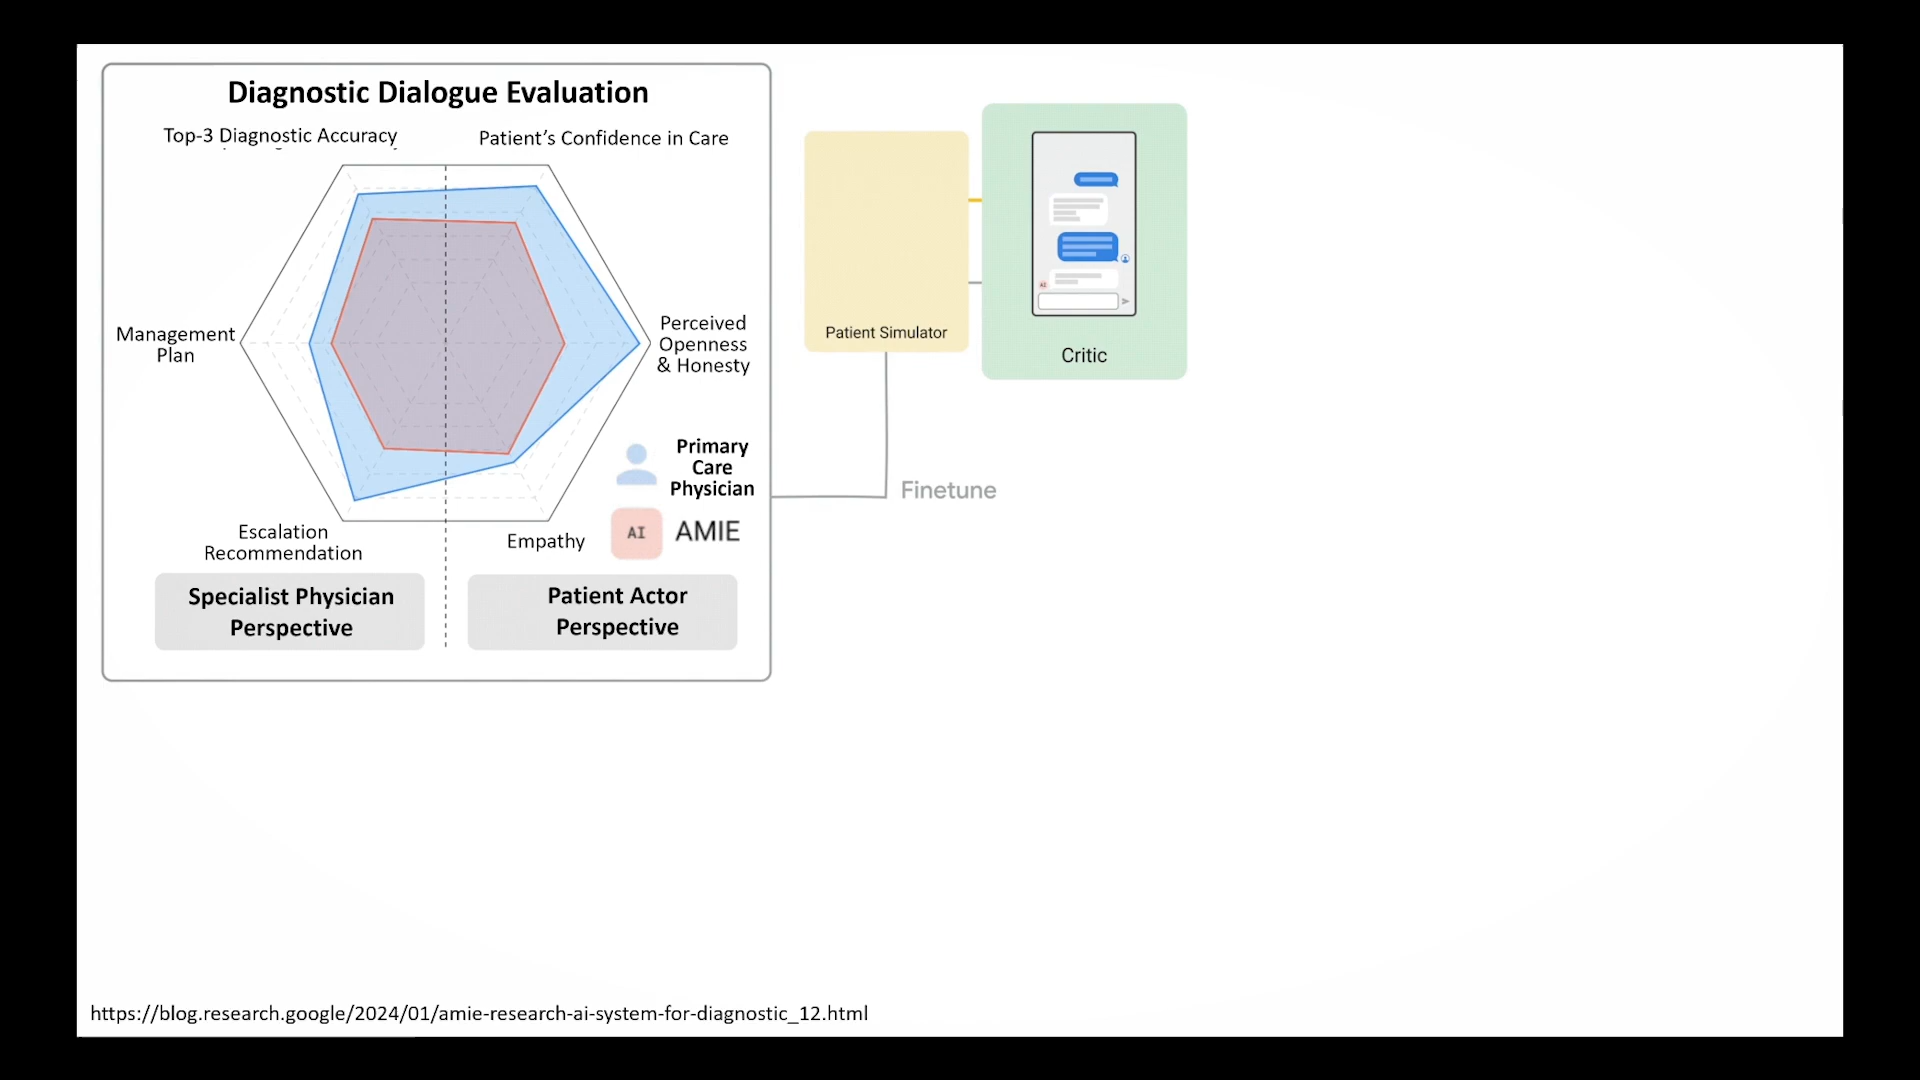 Diagnostic Dialogue Evaluation
Top-3 Diagnostic Accuracy
Patient's Confidence in Care
Management
Plan
Perceived
Openness
& Honesty
Primary
Care
Physician
AI
AMIE
Escalation
Recommendation
Empathy
Specialist Physician
Perspective
Patient Actor
Perspective
Patient Simulator
AI
Critic
Finetune
https://blog.research.google/2024/01/amie-research-ai-system-for-diagnostic_12.html